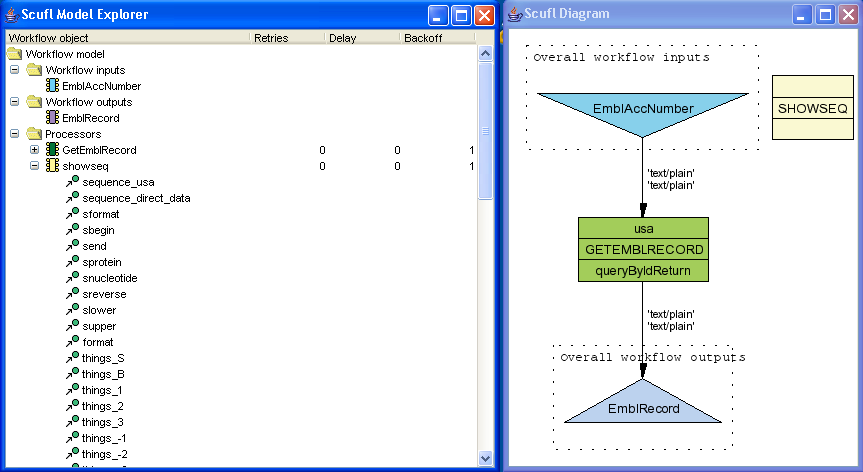 Scufl Model Explorer
Workflow object Retries Delay Backoff
Workflow model
Workflow inputs
EmblAccNumber
Workflow outputs
EmblRecord
Processors
GetEmblRecord 0 0 1
showseq 0 0 1
sequence_usa
sequence_direct_data
sformat
sbegin
send
sprotein
snucleotide
sreverse
slower
supper
format
things_S
things_B
things_1
things_2
things_3
things_-1
things_-2
Scufl Diagram
Overall workflow inputs
EmblAccNumber
SHOWSEQ
'text/plain'
'text/plain'
usa
GETEMBLRECORD
queryByIdReturn
'text/plain'
'text/plain'
Overall workflow outputs
EmblRecord